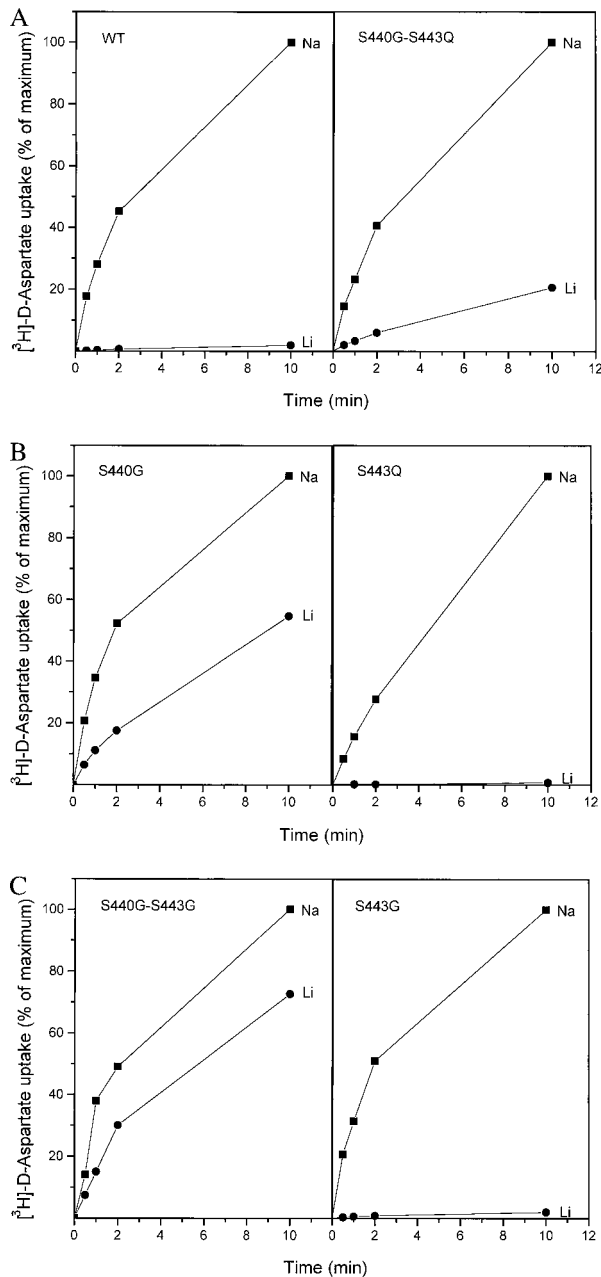 A
[³H]-D-Aspartate uptake (% of maximum)
WT
S440G-S443Q
100
80
60
40
20
Na
Li
Na
Li
0 2 4 6 8 10 0 2 4 6 8 10 12
Time (min)
B
[³H]-D-Aspartate uptake (% of maximum)
S440G
S443Q
100
80
60
40
20
Na
Li
Na
Li
0 2 4 6 8 10 0 2 4 6 8 10 12
Time (min)
C
[³H]-D-Aspartate uptake (% of maximum)
S440G-S443G
S443G
100
80
60
40
20
Na
Li
Na
Li
0 2 4 6 8 10 0 2 4 6 8 10 12
Time (min)